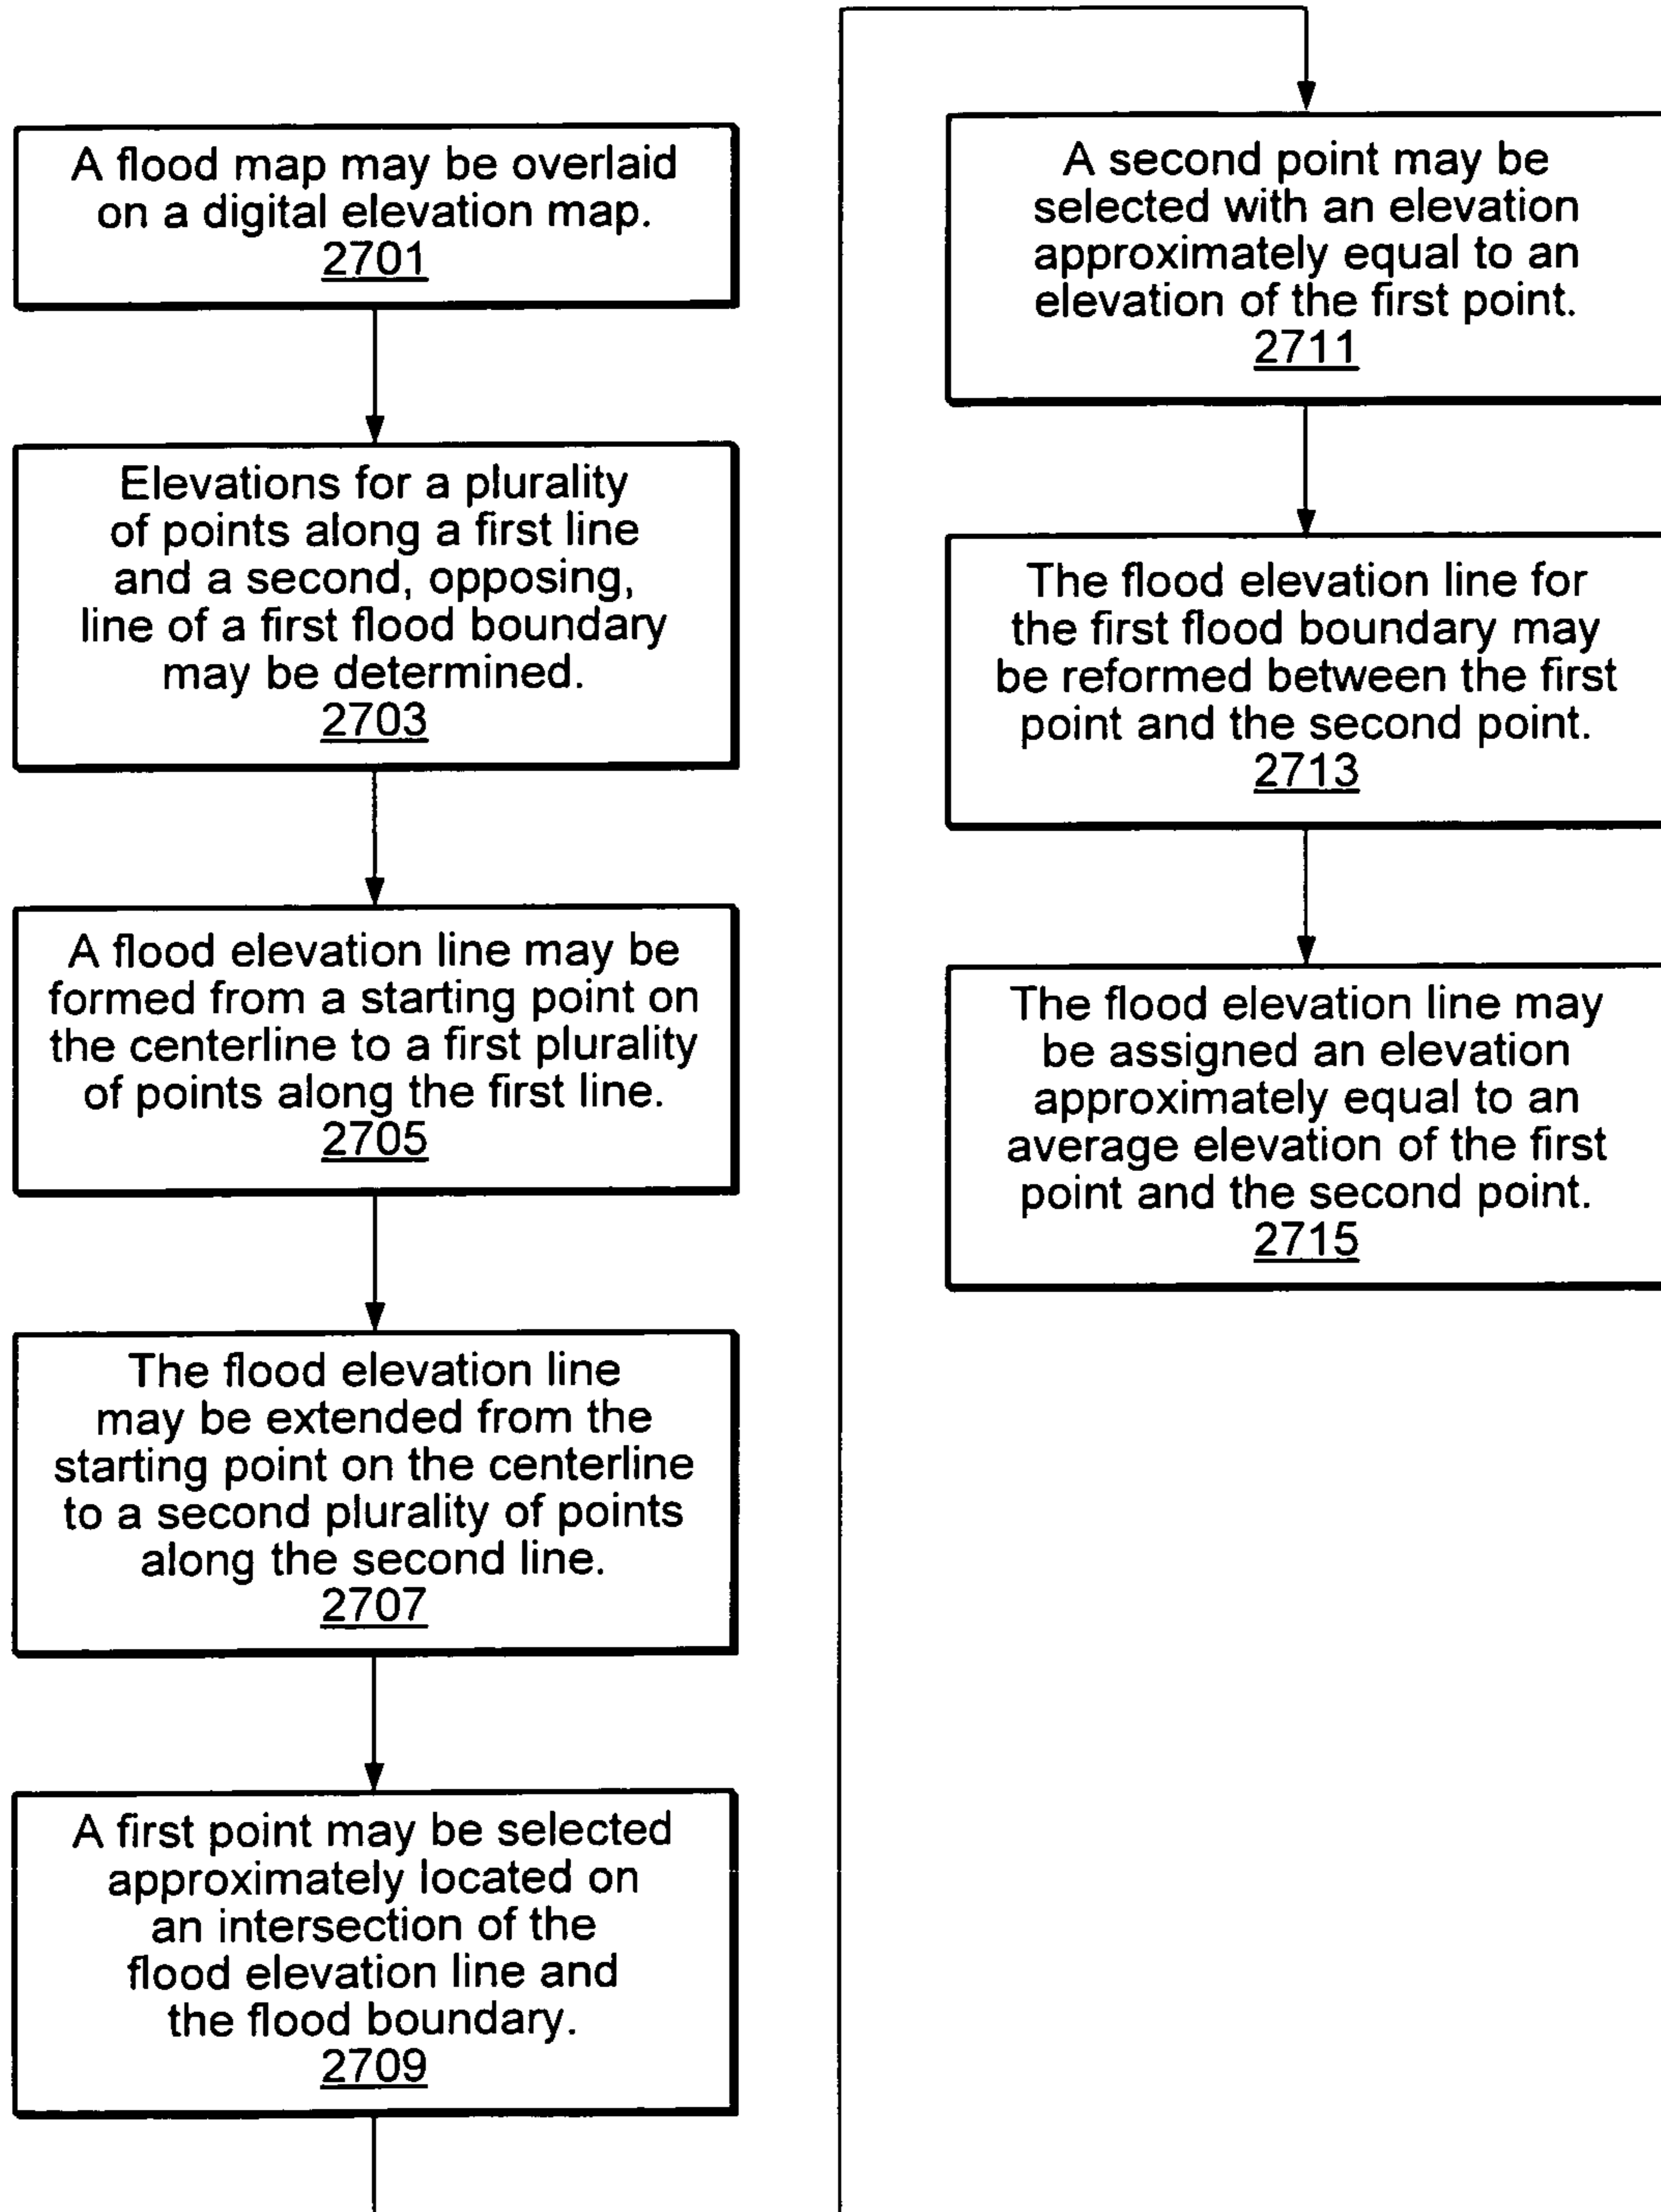 A flood map may be overlaid
on a digital elevation map.
2701
Elevations for a plurality
of points along a first line
and a second, opposing,
line of a first flood boundary
may be determined.
2703
A flood elevation line may be
formed from a starting point on
the centerline to a first plurality
of points along the first line.
2705
The flood elevation line
may be extended from the
starting point on the centerline
to a second plurality of points
along the second line.
2707
A first point may be selected
approximately located on
an intersection of the
flood elevation line and
the flood boundary.
2709
A second point may be
selected with an elevation
approximately equal to an
elevation of the first point.
2711
The flood elevation line for
the first flood boundary may
be reformed between the first
point and the second point.
2713
The flood elevation line may
be assigned an elevation
approximately equal to an
average elevation of the first
point and the second point.
2715